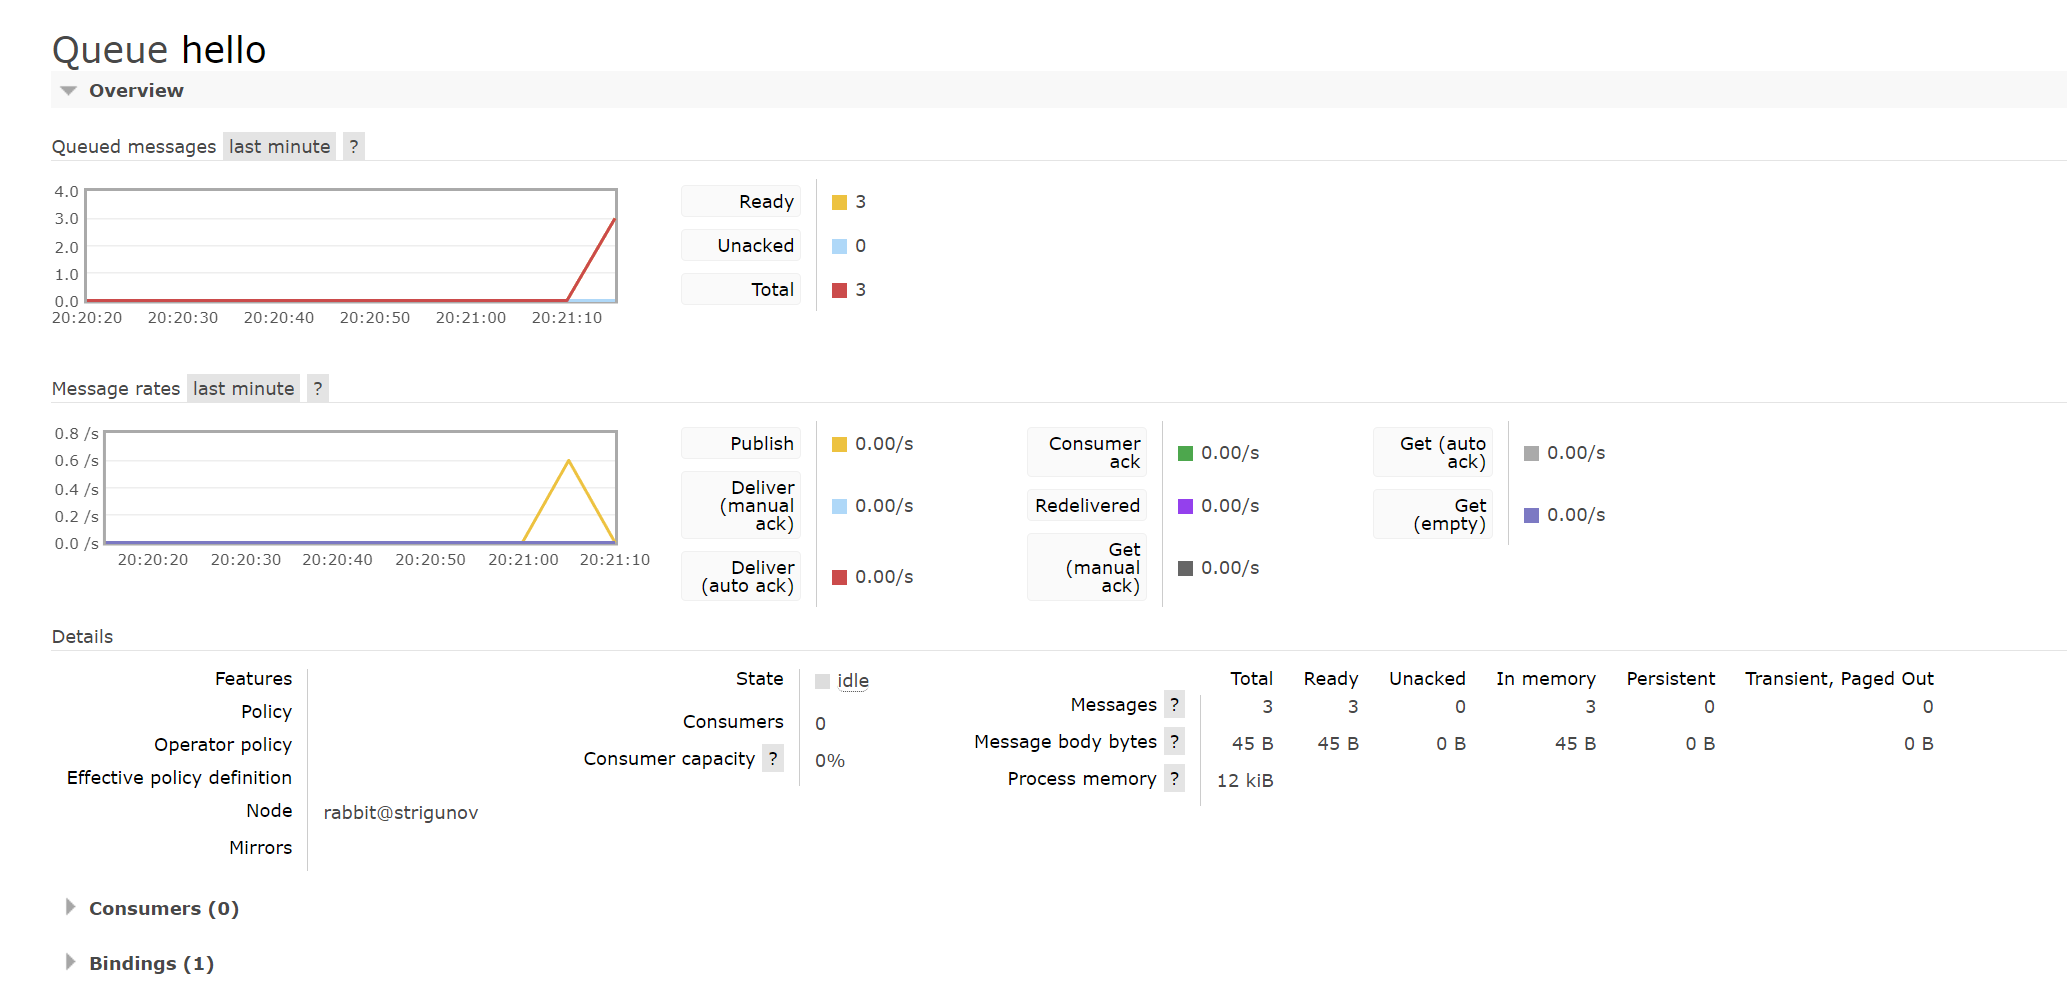 Queue hello
Overview
Queued messages last minute ?
4.0
3.0
2.0
1.0
0.0
20:20:20 20:20:30 20:20:40 20:20:50 20:21:00 20:21:10
Ready 3
Unacked 0
Total 3
Message rates last minute ?
0.8 /s
0.6 /s
0.4 /s
0.2 /s
0.0 /s
20:20:20 20:20:30 20:20:40 20:20:50 20:21:00 20:21:10
Publish 0.00/s
Deliver
(manual 0.00/s
ack)
Deliver
(auto ack) 0.00/s
Consumer
ack 0.00/s
Redelivered 0.00/s
Get
(manual 0.00/s
ack)
Get (auto
ack) 0.00/s
Get
(empty) 0.00/s
Details
Features
Policy
Operator policy
Effective policy definition
Node rabbit@strigunov
Mirrors
State idle
Consumers 0
Consumer capacity ? 0%
Total Ready Unacked In memory Persistent Transient, Paged Out
Messages ? 3 3 0 3 0 0
Message body bytes ? 45 B 45 B 0 B 45 B 0 B 0 B
Process memory ? 12 kiB
Consumers (0)
Bindings (1)